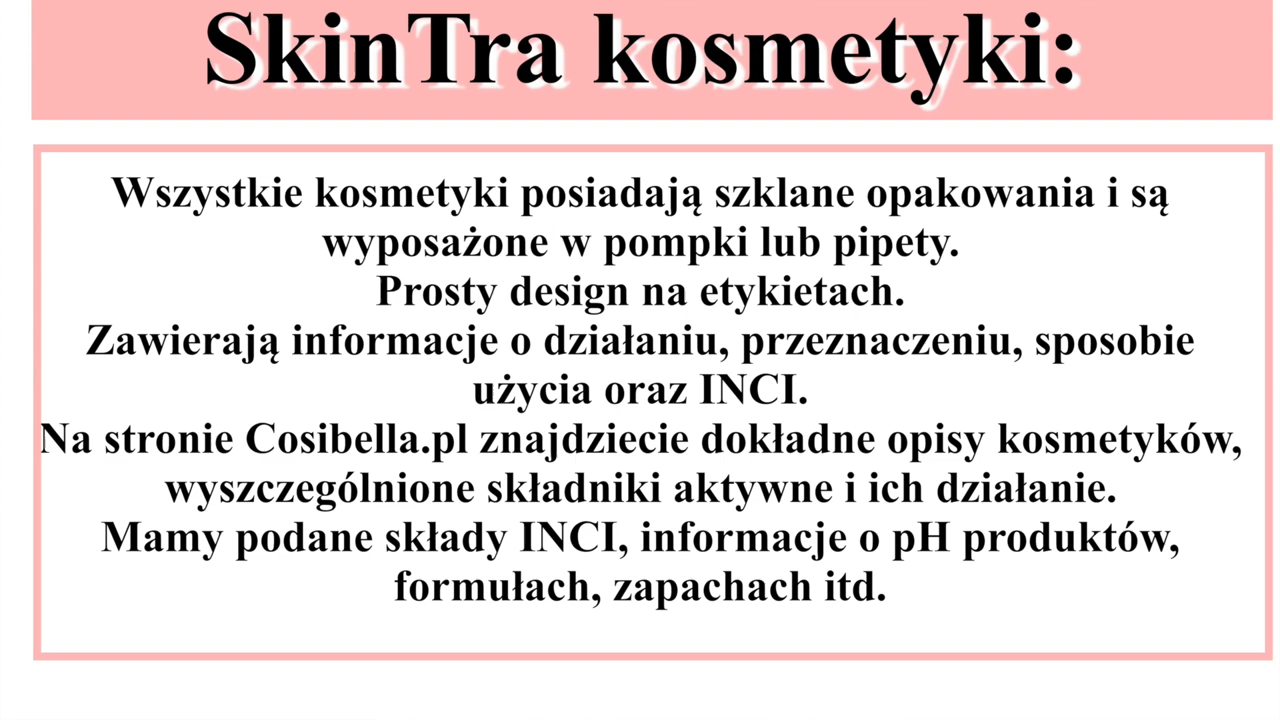 SkinTra kosmetyki:
Wszystkie kosmetyki posiadają szklane opakowania i są
wyposażone w pompki lub pipety.
Prosty design na etykietach.
Zawierają informacje o działaniu, przeznaczeniu, sposobie
użycia oraz INCI.
Na stronie Cosibella.pl znajdziecie dokładne opisy kosmetyków,
wyszczególnione składniki aktywne i ich działanie.
Mamy podane składy INCI, informacje o pH produktów,
formułach, zapachach itd.